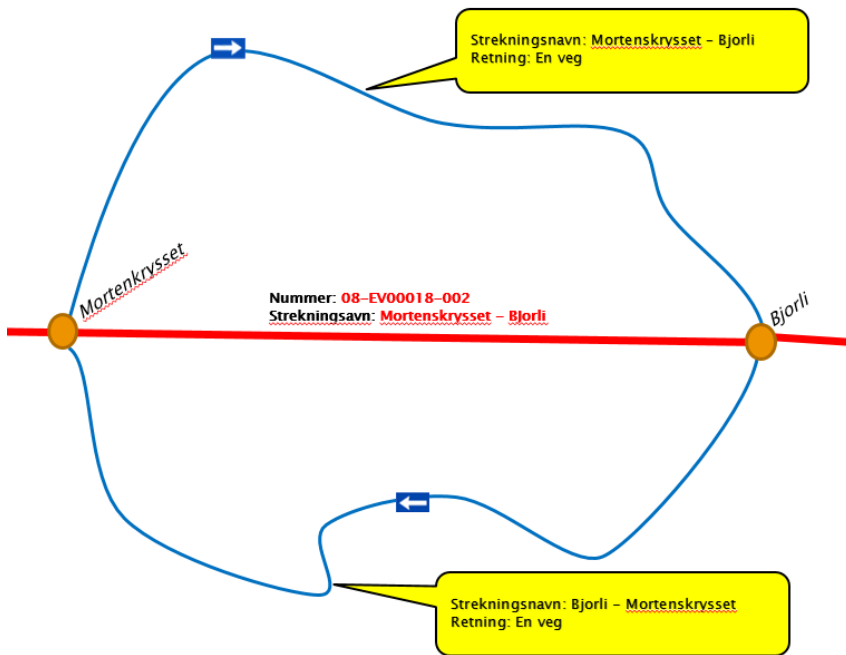 Strekningsnavn: Mortenskrysset – Bjorli
Retning: En veg
Mortenkrysset
Nummer: 08-EV00018-002
Strekningsavn: Mortenskrysset – Bjorli
Bjorli
Strekningsnavn: Bjorli – Mortenskrysset
Retning: En veg